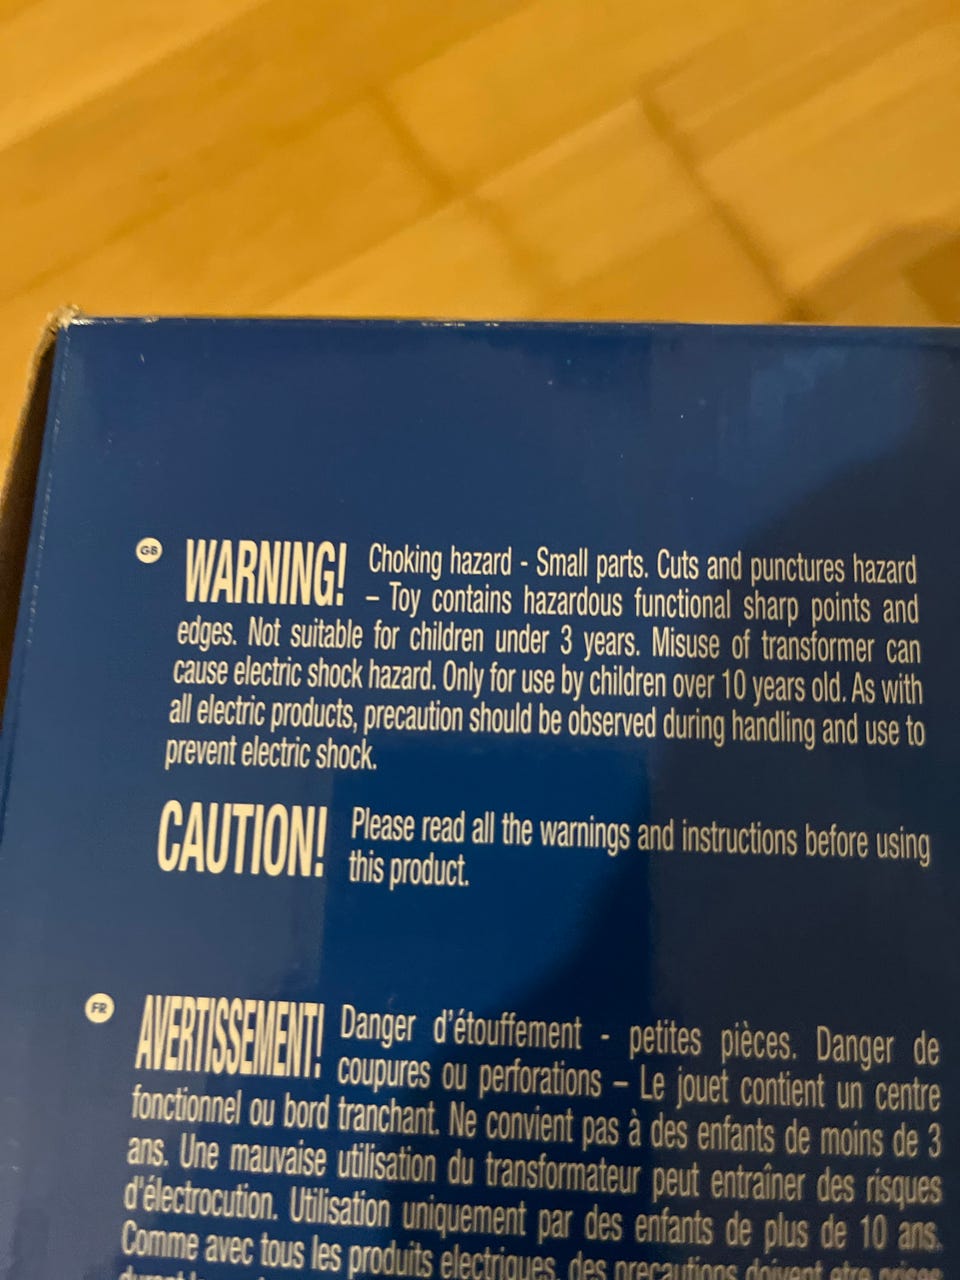 GB WARNING! Choking hazard - Small parts. Cuts and punctures hazard
– Toy contains hazardous functional sharp points and
edges. Not suitable for children under 3 years. Misuse of transformer can
cause electric shock hazard. Only for use by children over 10 years old. As with
all electric products, precaution should be observed during handling and use to
prevent electric shock.
CAUTION! Please read all the warnings and instructions before using
this product.
FR AVERTISSEMENT! Danger d'étouffement - petites pièces. Danger de
coupures ou perforations – Le jouet contient un centre
fonctionnel ou bord tranchant. Ne convient pas à des enfants de moins de 3
ans. Une mauvaise utilisation du transformateur peut entraîner des risques
d'électrocution. Utilisation uniquement par des enfants de plus de 10 ans.
Comme avec tous les produits electriques, des precautions doivent etre prises